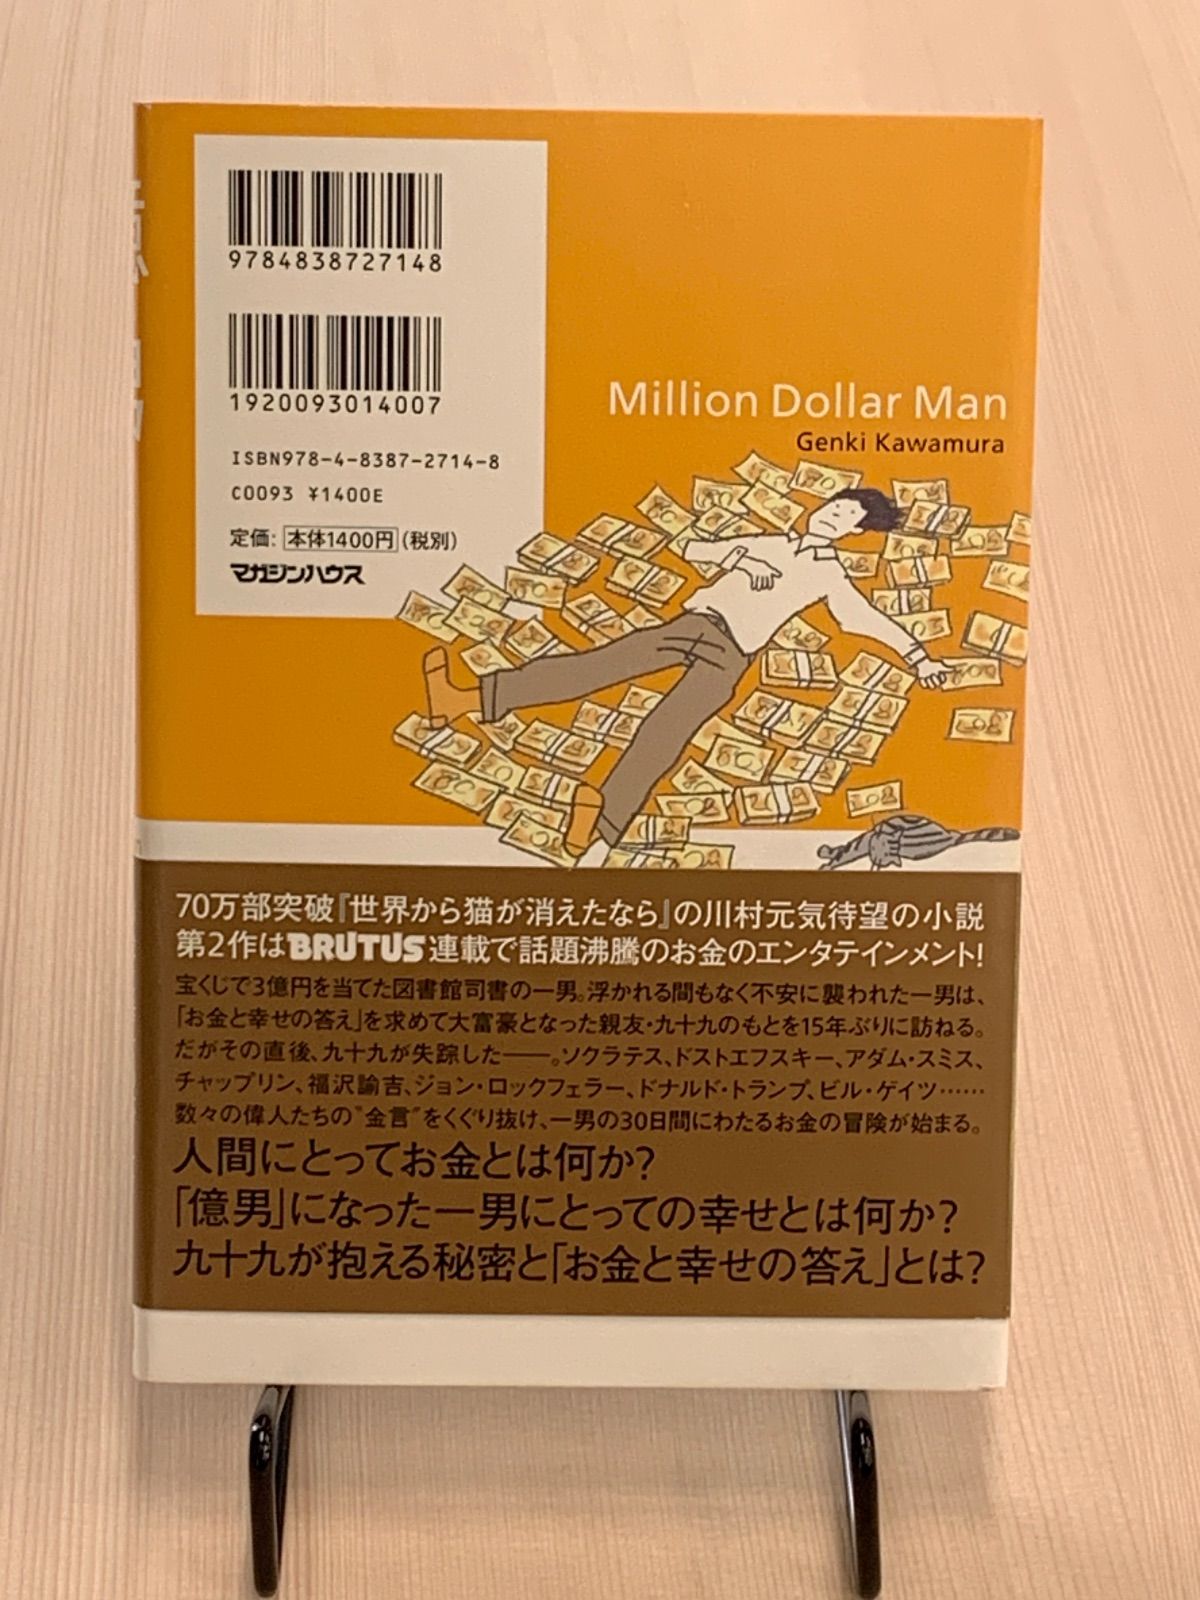 9784838727148
1920093014007
ISBN978-4-8387-2714-8
C0093 ¥1400E
定価: 本体1400円(税別)
マガジンハウス
Million Dollar Man
Genki Kawamura
70万部突破『世界から猫が消えたなら』の川村元気待望の小説
第2作はBRUTUS連載で話題沸騰のお金のエンタテインメント!
宝くじで3億円を当てた図書館司書の一男。浮かれる間もなく不安に襲われた一男は、
「お金と幸せの答え」を求めて大富豪となった親友・九十九のもとを15年ぶりに訪ねる。
だがその直後、九十九が失踪した――。ソクラテス、ドストエフスキー、アダム・スミス、
チャップリン、福沢諭吉、ジョン・ロックフェラー、ドナルド・トランプ、ビル・ゲイツ……
数々の偉人たちの〝金言〟をくぐり抜け、一男の30日間にわたるお金の冒険が始まる。
人間にとってお金とは何か?
「億男」になった一男にとっての幸せとは何か?
九十九が抱える秘密と「お金と幸せの答え」とは?